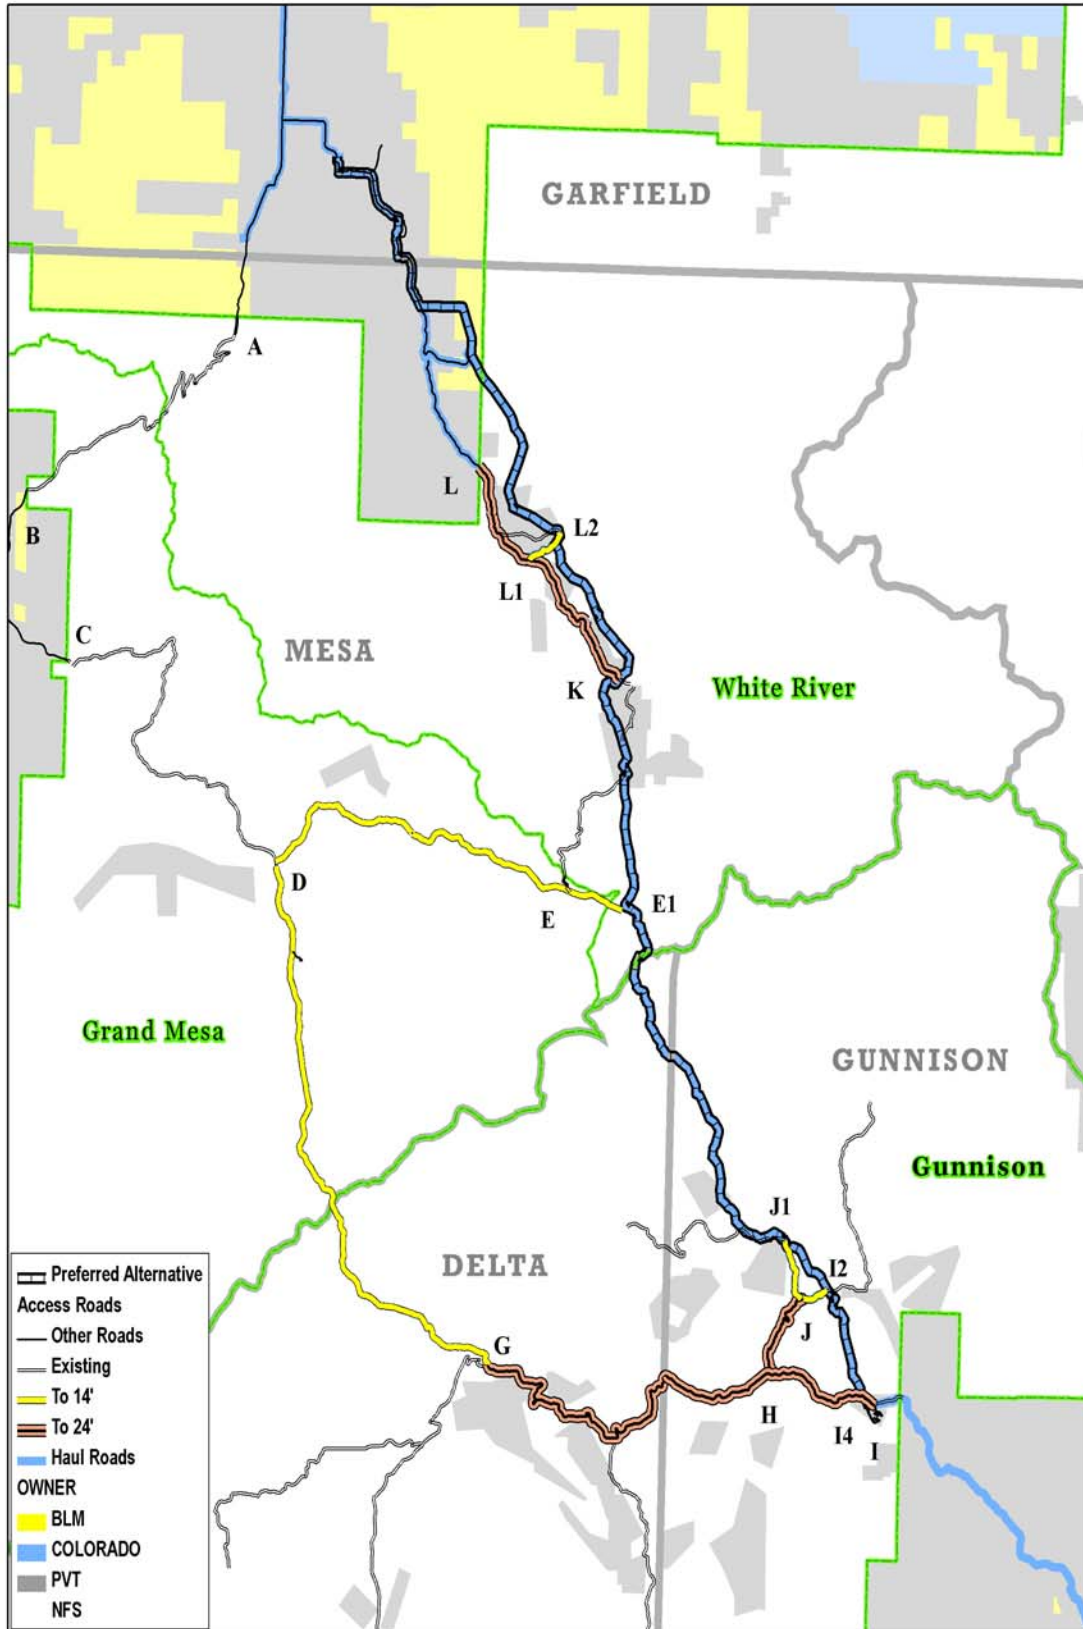 GARFIELD
A
L
B
L2
L1
C
MESA
K
White River
D
E
E1
Grand Mesa
GUNNISON
Gunnison
J1
DELTA
I2
J
G
H
I4
I
Preferred Alternative
Access Roads
Other Roads
Existing
To 14'
To 24'
Haul Roads
OWNER
BLM
COLORADO
PVT
NFS